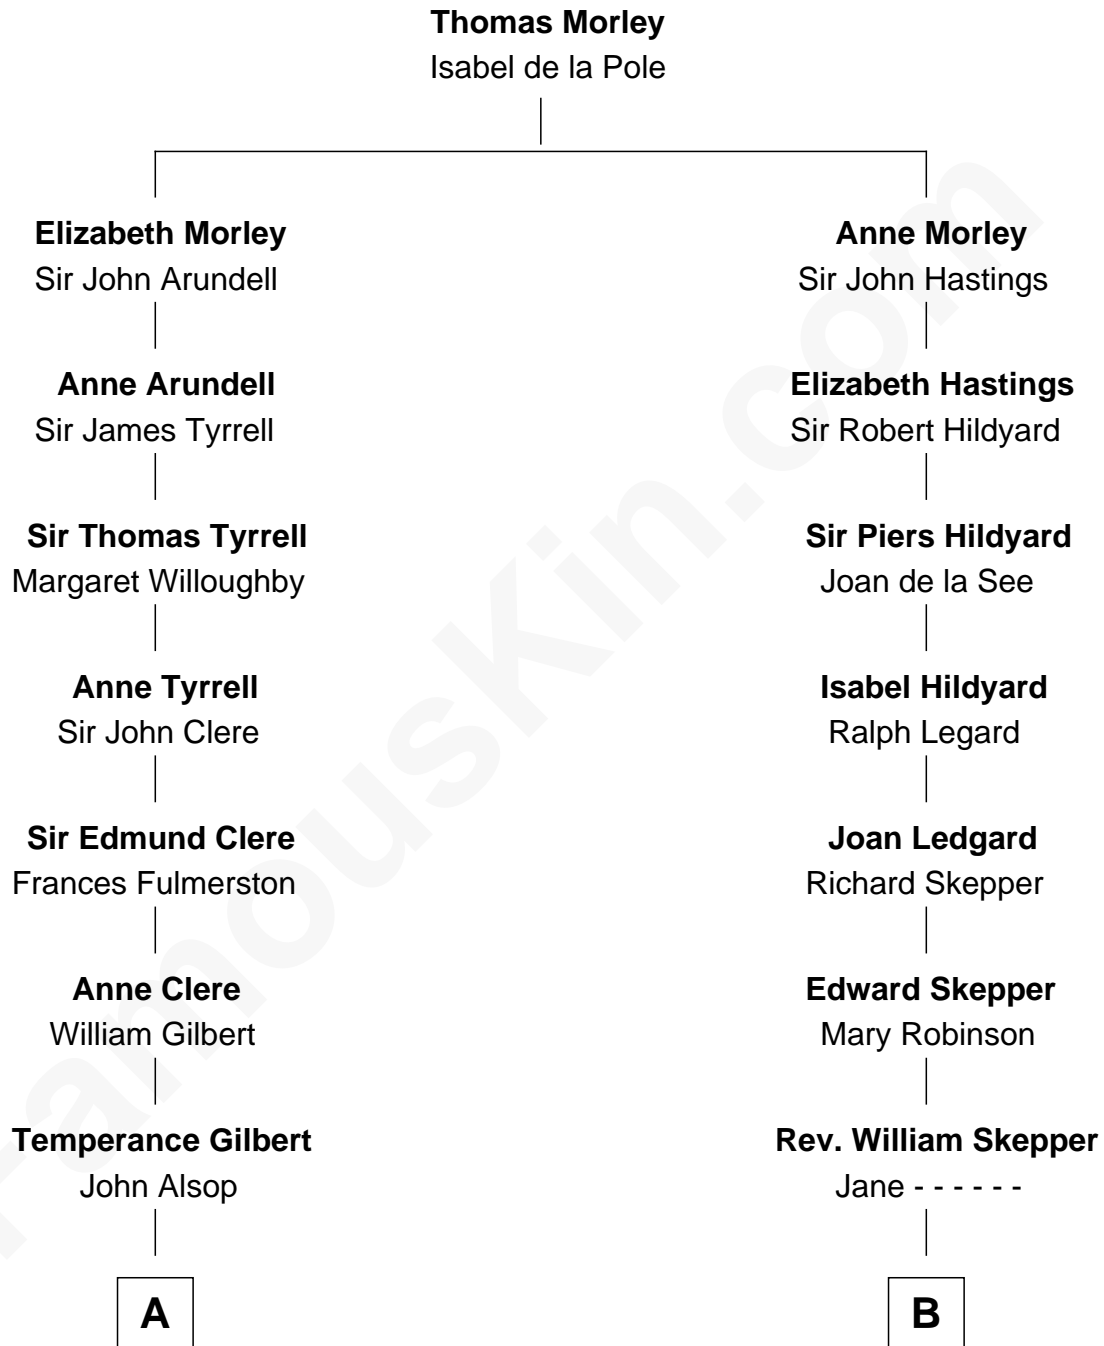 Thomas Morley
Isabel de la Pole
Elizabeth Morley
Sir John Arundell
Anne Morley
Sir John Hastings
Anne Arundell
Sir James Tyrrell
Elizabeth Hastings
Sir Robert Hildyard
Sir Thomas Tyrrell
Margaret Willoughby
Sir Piers Hildyard
Joan de la See
Anne Tyrrell
Sir John Clere
Isabel Hildyard
Ralph Legard
Sir Edmund Clere
Frances Fulmerston
Joan Ledgard
Richard Skepper
Anne Clere
William Gilbert
Edward Skepper
Mary Robinson
Temperance Gilbert
John Alsop
Rev. William Skepper
Jane - - - - - -
A
B
FamousKin.com